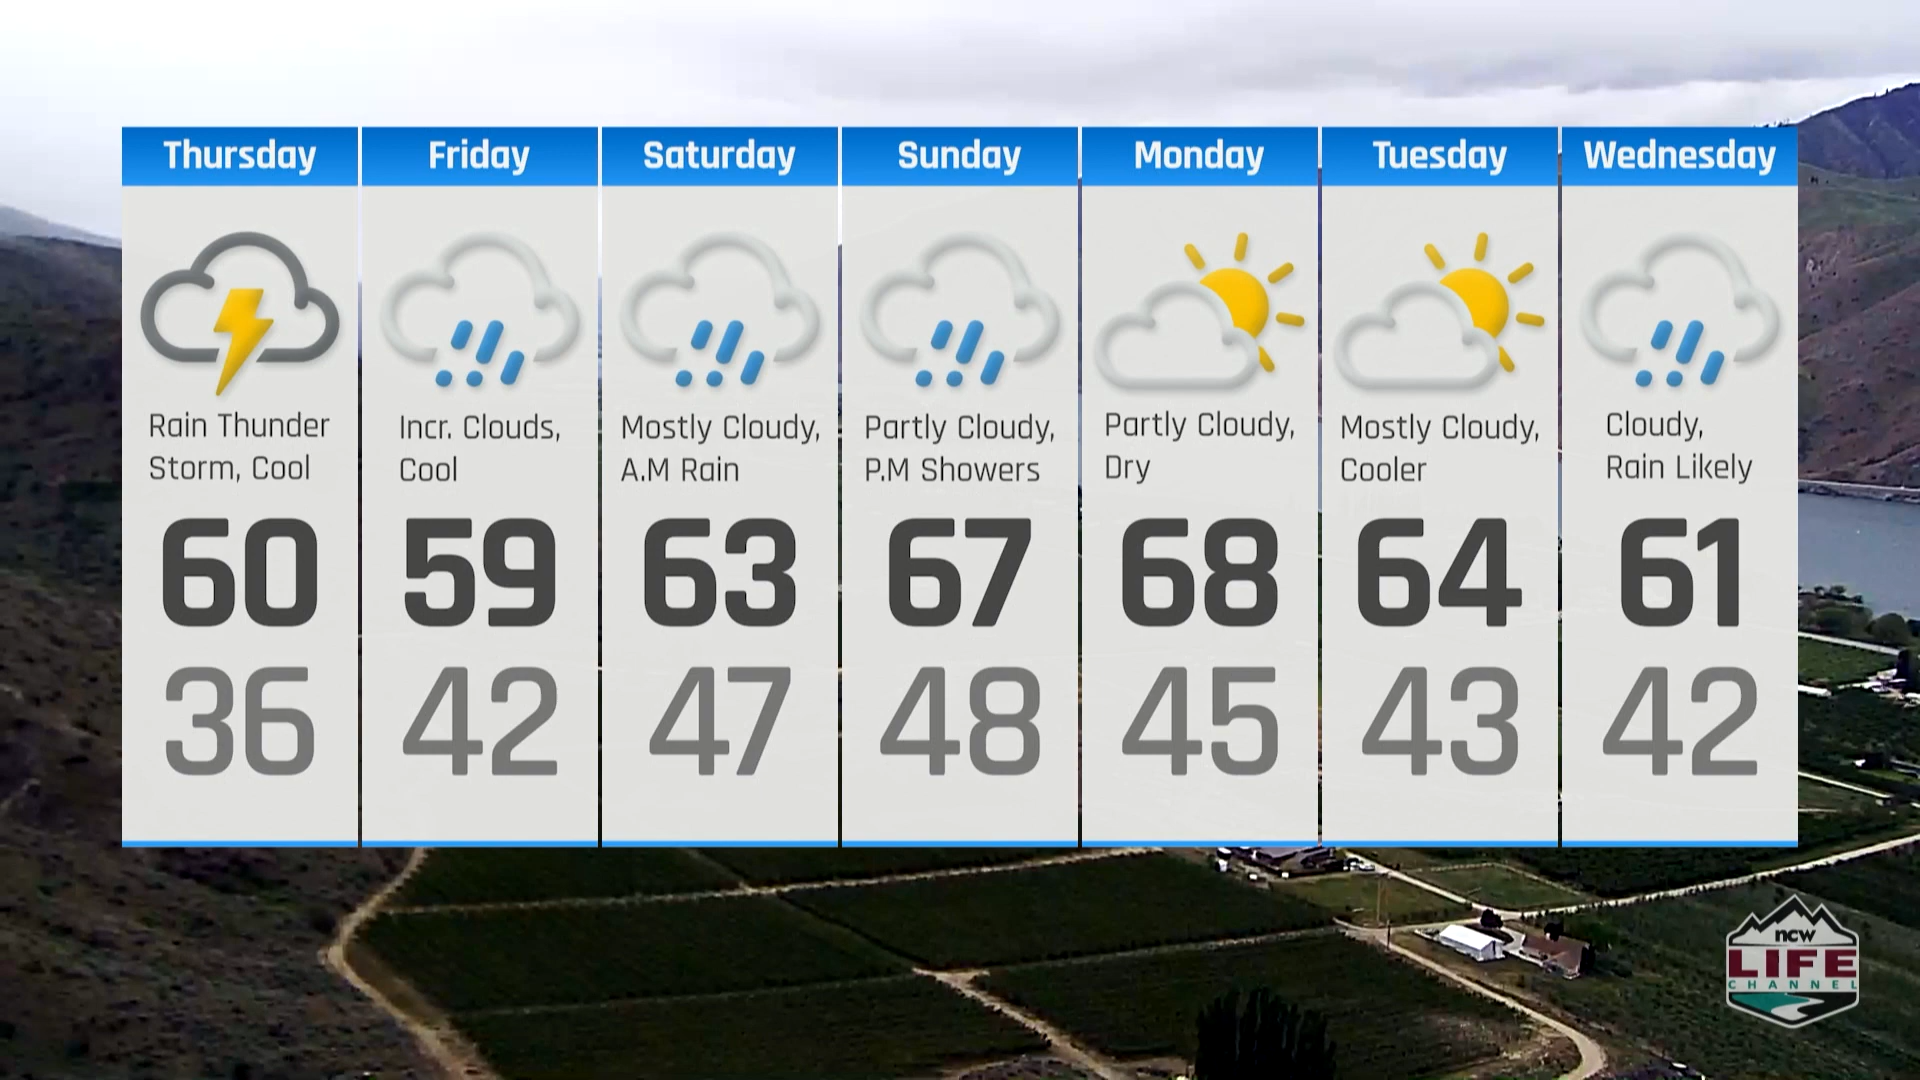 Thursday
Rain Thunder
Storm, Cool
60
36
Friday
Incr. Clouds,
Cool
59
42
Saturday
Mostly Cloudy,
A.M Rain
63
47
Sunday
Partly Cloudy,
P.M Showers
67
48
Monday
Partly Cloudy,
Dry
68
45
Tuesday
Mostly Cloudy,
Cooler
64
43
Wednesday
Cloudy,
Rain Likely
61
42
ncw
LIFE
CHANNEL